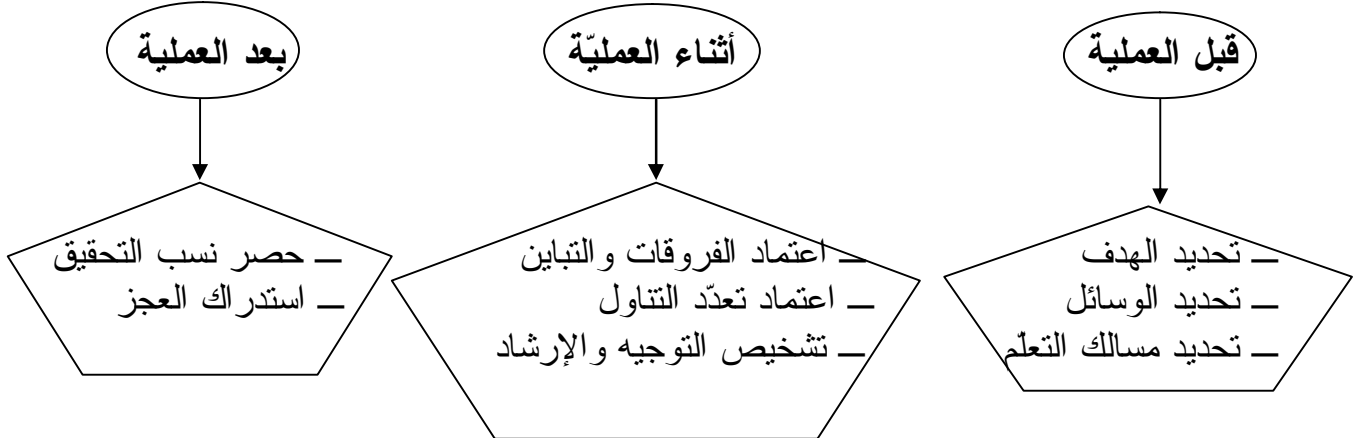 قبل العملية
ـ تحديد الهدف
ـ تحديد الوسائل
ـ تحديد مسالك التعلّم
أثناء العمليّة
ـ اعتماد الفروقات والتباين
ـ اعتماد تعدّد التناول
ـ تشخيص التوجيه والإرشاد
بعد العملية
ـ حصر نسب التحقيق
ـ استدراك العجز